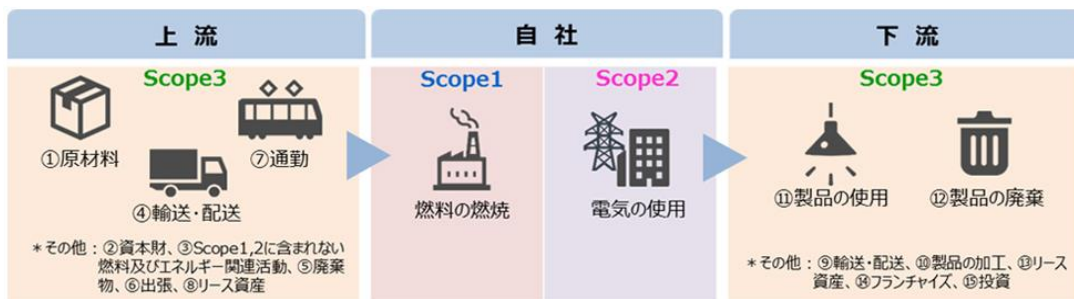 上流
自社
下流
Scope3
①原材料
⑦通勤
④輸送・配送
＊その他：②資本財、③Scope1,2に含まれない
燃料及びエネルギー関連活動、⑤廃棄
物、⑥出張、⑧リース資産
Scope1
燃料の燃焼
Scope2
電気の使用
Scope3
⑪製品の使用
⑫製品の廃棄
＊その他：⑨輸送・配送、⑩製品の加工、⑬リース
資産、⑭フランチャイズ、⑮投資